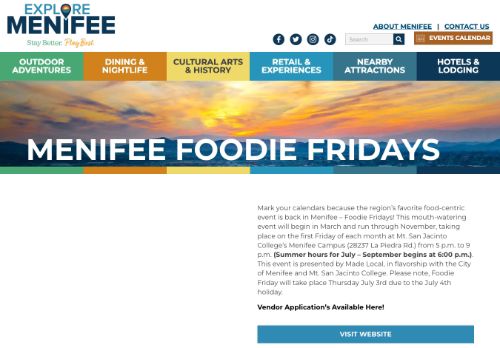 EXPLORE
MENIFEE
Stay Better. Play Best.
ABOUT MENIFEE | CONTACT US
Search
EVENTS CALENDAR
OUTDOOR
ADVENTURES
DINING &
NIGHTLIFE
CULTURAL ARTS
& HISTORY
RETAIL &
EXPERIENCES
NEARBY
ATTRACTIONS
HOTELS &
LODGING
MENIFEE FOODIE FRIDAYS
Mark your calendars because the region's favorite food-centric
event is back in Menifee – Foodie Fridays! This mouth-watering
event will begin in March and run through November, taking
place on the first Friday of each month at Mt. San Jacinto
College's Menifee Campus (28237 La Piedra Rd.) from 5 p.m. to 9
p.m. (Summer hours for July – September begins at 6:00 p.m.).
This event is presented by Made Local, in flavorship with the City
of Menifee and Mt. San Jacinto College. Please note, Foodie
Friday will take place Thursday July 3rd due to the July 4th
holiday.
Vendor Application's Available Here!
VISIT WEBSITE